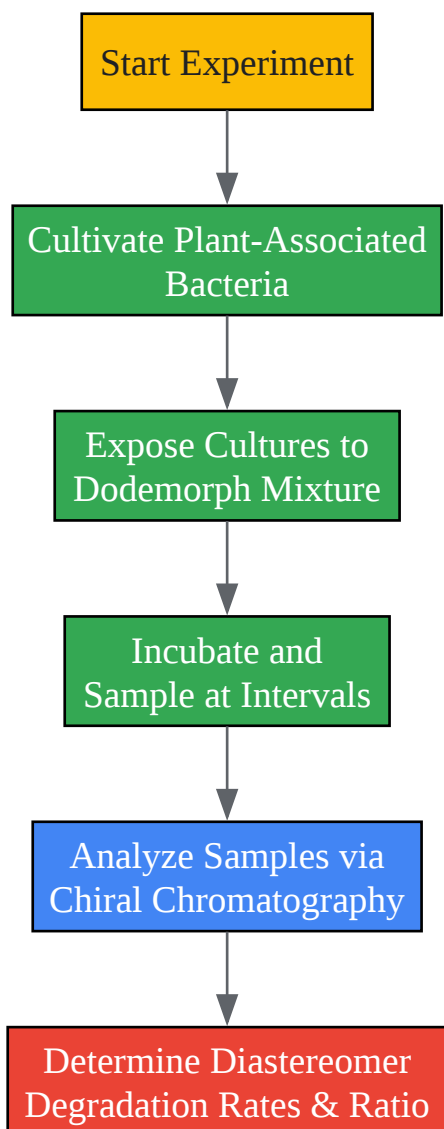 Start Experiment
Cultivate Plant-Associated
Bacteria
Expose Cultures to
Dodemorph Mixture
Incubate and
Sample at Intervals
Analyze Samples via
Chiral Chromatography
Determine Diastereomer
Degradation Rates & Ratio